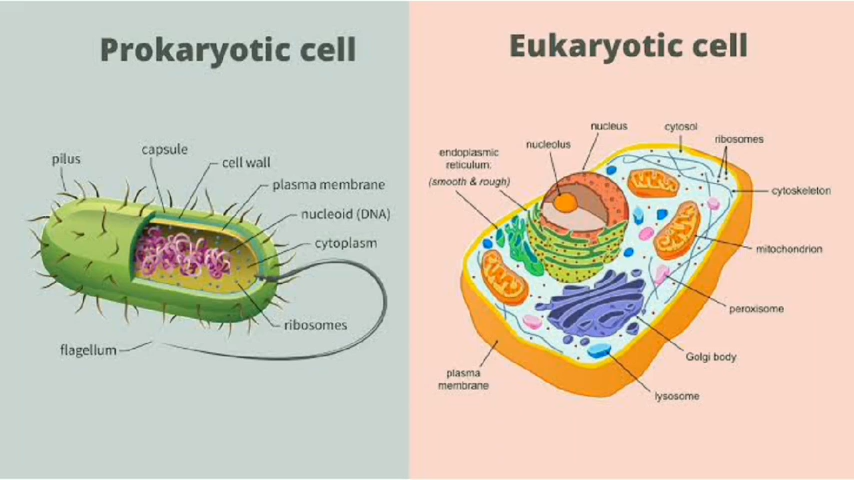 Prokaryotic cell
pilus
capsule
cell wall
plasma membrane
nucleoid (DNA)
cytoplasm
ribosomes
flagellum
Eukaryotic cell
nucleus
cytosol
nucleolus
ribosomes
endoplasmic
reticulum:
(smooth & rough)
cytoskeleton
mitochondrion
peroxisome
Golgi body
plasma
membrane
lysosome